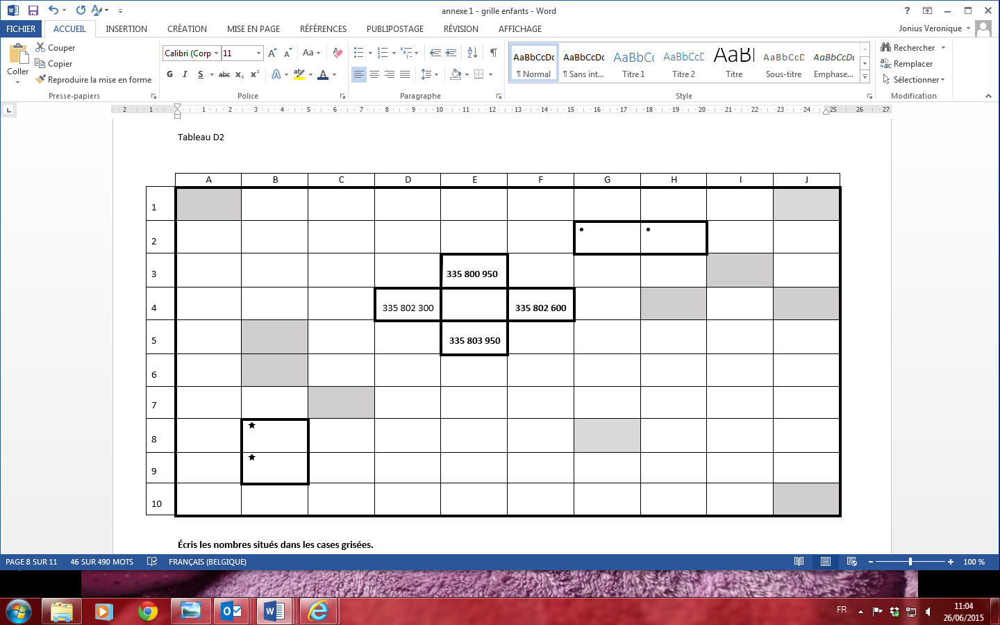 annexe 1 - grille enfants - Word
?
FICHIER ACCUEIL INSERTION CRÉATION MISE EN PAGE RÉFÉRENCES PUBLIPOSTAGE RÉVISION AFFICHAGE Jonius Veronique
Coller
Couper
Copier
Reproduire la mise en forme
Presse-papiers
Calibri (Corp 11
G I S abc x₂ x²
Police
Paragraphe
AaBbCcDc AaBbCcDc AaBbCc AaBbCcD AaBl AaBbCcD AaBbCcDc
¶ Normal ¶ Sans int... Titre 1 Titre 2 Titre Sous-titre Emphase...
Style
Rechercher
Remplacer
Sélectionner
Modification
2 1 1 2 3 4 5 6 7 8 9 10 11 12 13 14 15 16 17 18 19 20 21 22 23 24 25 26 27
Tableau D2
A B C D E F G H I J
1
2
3 335 800 950
4 335 802 300 335 802 600
5 335 803 950
6
7
8
9
10
Écris les nombres situés dans les cases grisées.
PAGE 8 SUR 11 46 SUR 490 MOTS FRANÇAIS (BELGIQUE) 100 %
FR 11:04
26/06/2015